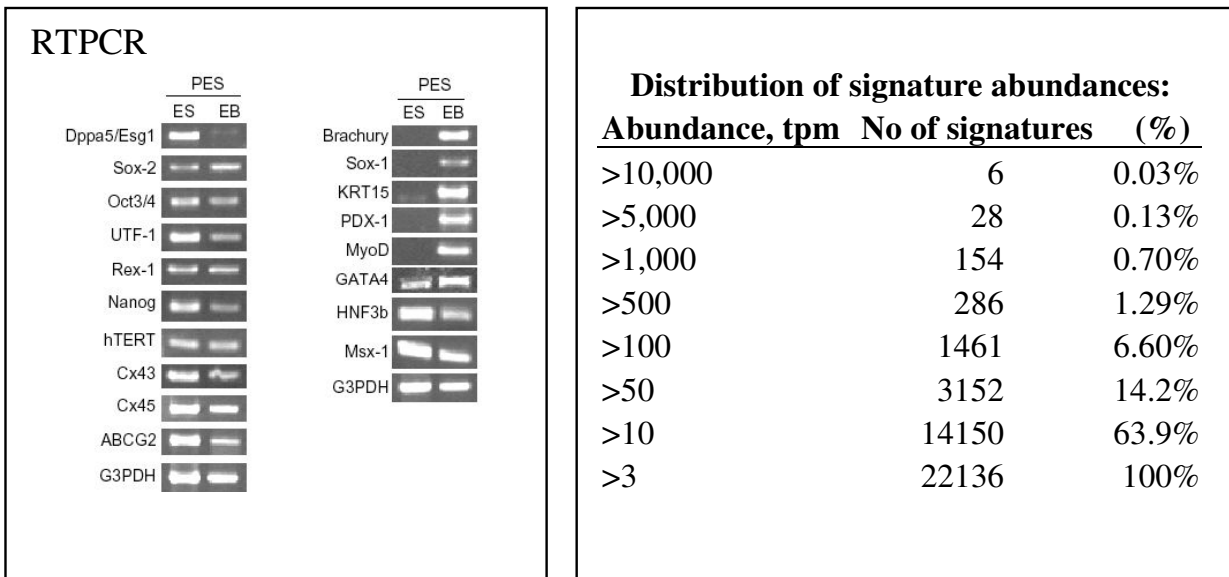 RTPCR
PES
ES EB
Dppa5/Esg1
Sox-2
Oct3/4
UTF-1
Rex-1
Nanog
hTERT
Cx43
Cx45
ABCG2
G3PDH
PES
ES EB
Brachury
Sox-1
KRT15
PDX-1
MyoD
GATA4
HNF3b
Msx-1
G3PDH
Distribution of signature abundances:
Abundance, tpm No of signatures (%)
>10,000 6 0.03%
>5,000 28 0.13%
>1,000 154 0.70%
>500 286 1.29%
>100 1461 6.60%
>50 3152 14.2%
>10 14150 63.9%
>3 22136 100%